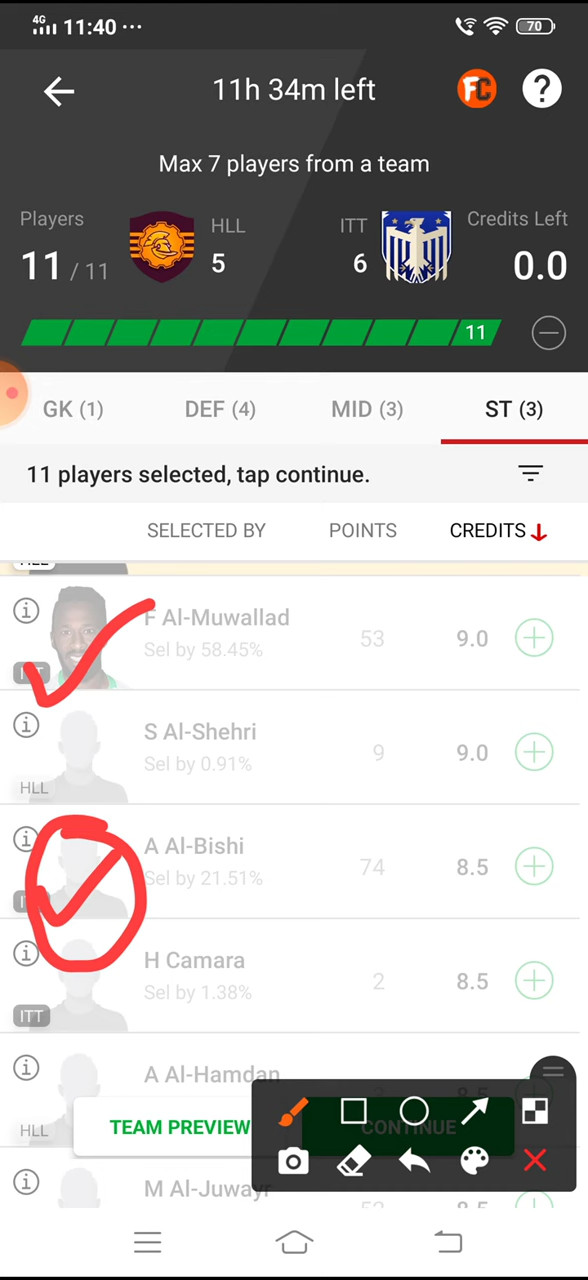 4G 11:40 ••• 70
11h 34m left FC ?
Max 7 players from a team
Players HLL ITT Credits Left
11 / 11 5 6 0.0
11
GK (1) DEF (4) MID (3) ST (3)
11 players selected, tap continue.
SELECTED BY POINTS CREDITS
HLL
F Al-Muwallad
Sel by 58.45% 53 9.0
S Al-Shehri
Sel by 0.91% 9 9.0
HLL
A Al-Bishi
Sel by 21.51% 74 8.5
H Camara
Sel by 1.38% 2 8.5
ITT
A Al-Hamdan
HLL
TEAM PREVIEW CONTINUE
M Al-Juwayr